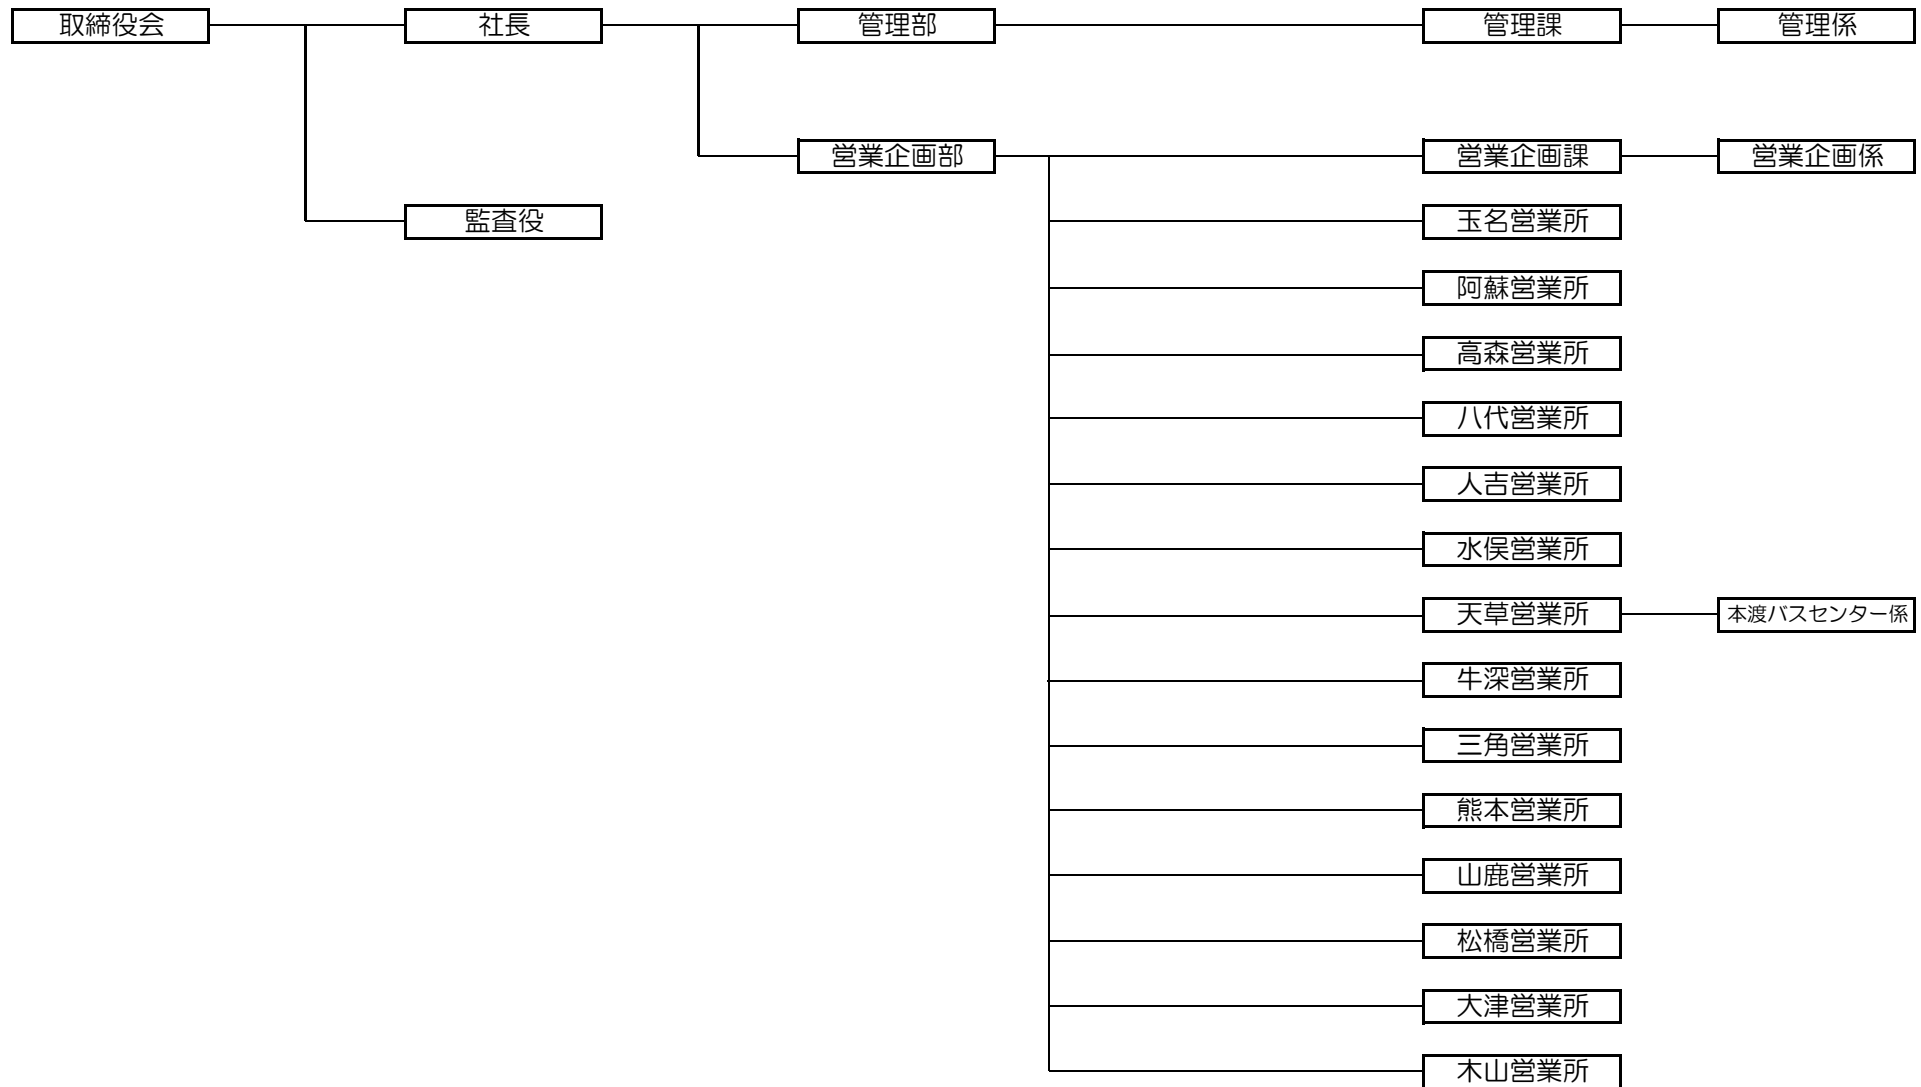 取締役会
社長
管理部
管理課
管理係
営業企画部
営業企画課
営業企画係
監査役
玉名営業所
阿蘇営業所
高森営業所
八代営業所
人吉営業所
水俣営業所
天草営業所
本渡バスセンター係
牛深営業所
三角営業所
熊本営業所
山鹿営業所
松橋営業所
大津営業所
木山営業所